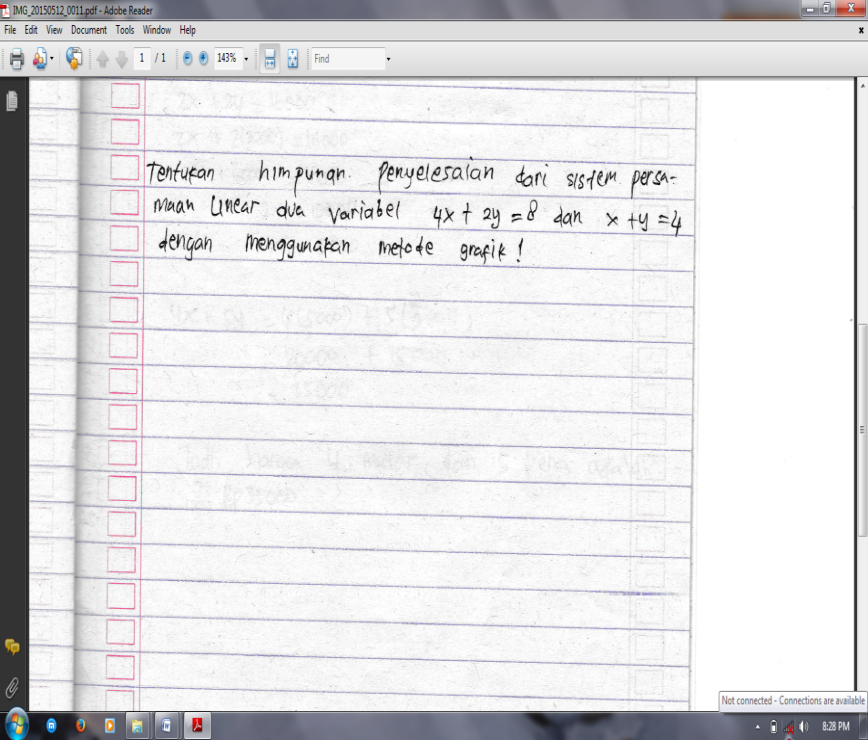 IMG_20150512_0011.pdf - Adobe Reader
File Edit View Document Tools Window Help x
1 / 1 143% Find
Tentukan himpunan. Penyelesaian dari sistem persa-
maan Linear dua variabel 4x + 2y = 8 dan x + y = 4
dengan menggunakan metode grafik!
Not connected - Connections are available
8:28 PM